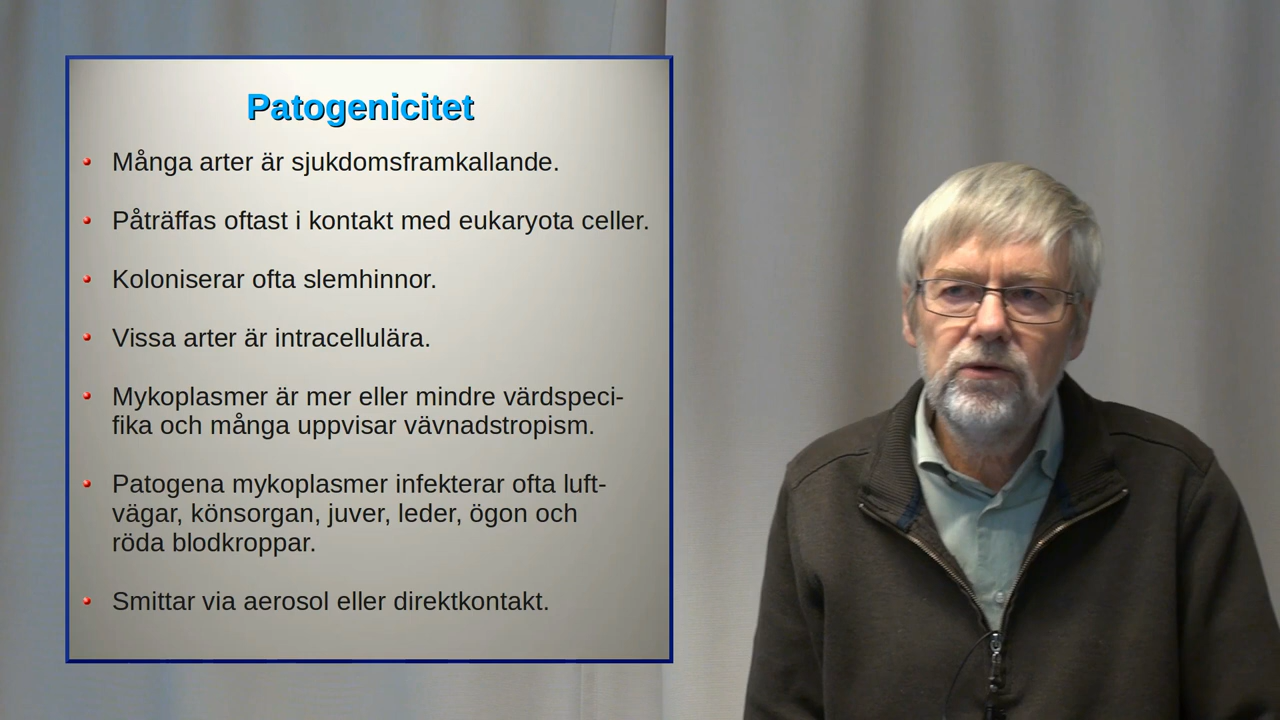 Patogenicitet
Många arter är sjukdomsframkallande.
Påträffas oftast i kontakt med eukaryota celler.
Koloniserar ofta slemhinnor.
Vissa arter är intracellulära.
Mykoplasmer är mer eller mindre värdspeci-
fika och många uppvisar vävnadstropism.
Patogena mykoplasmer infekterar ofta luft-
vägar, könsorgan, juver, leder, ögon och
röda blodkroppar.
Smittar via aerosol eller direktkontakt.